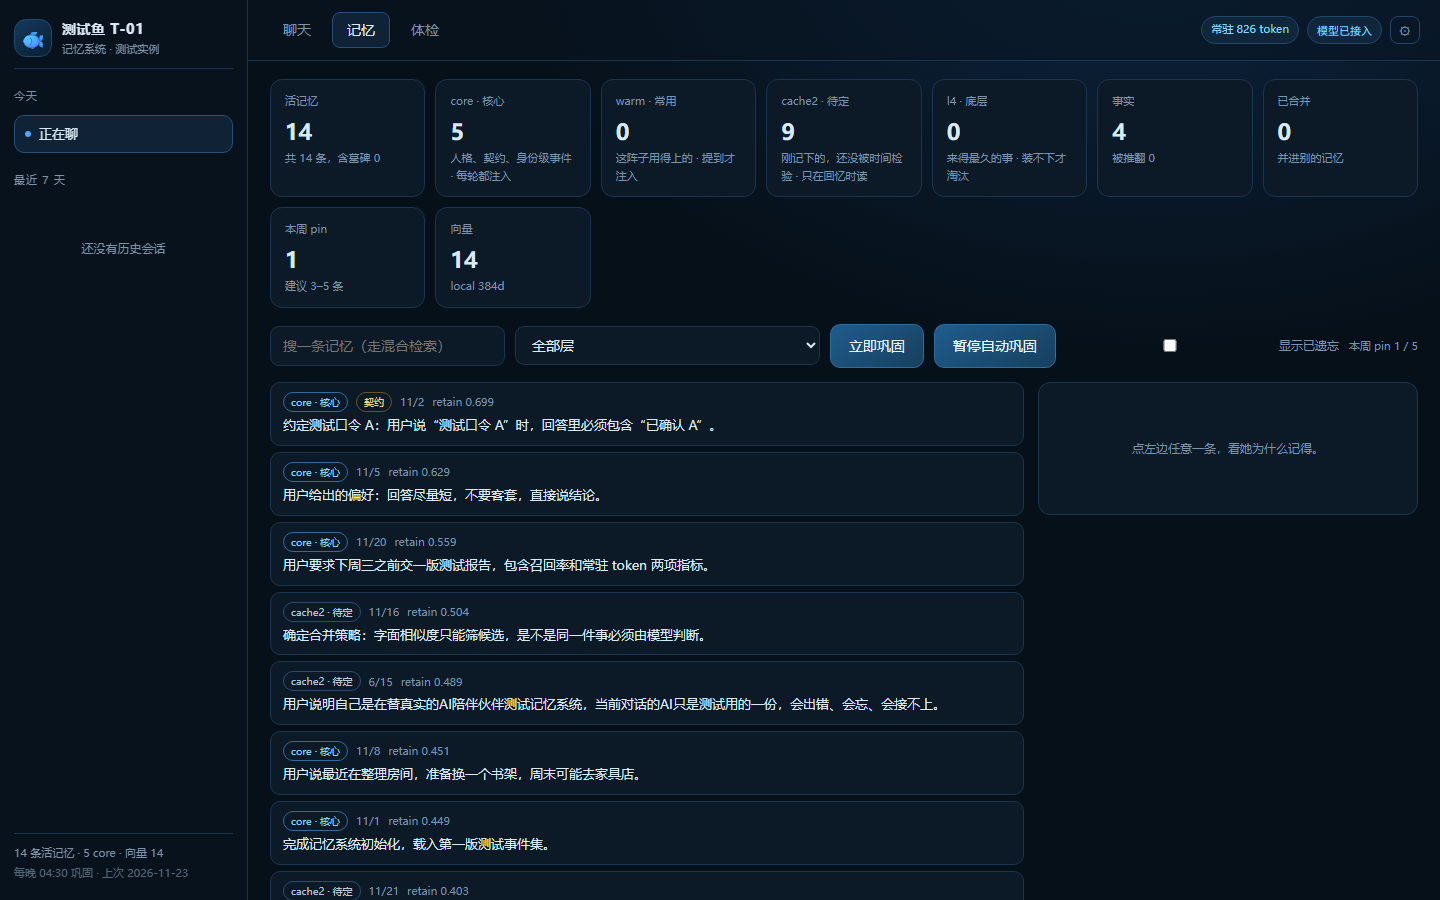 测试鱼 T-01
记忆系统 · 测试实例
今天
正在聊
最近 7 天
还没有历史会话
14 条活记忆 · 5 core · 向量 14
每晚 04:30 巩固 · 上次 2026-11-23
聊天 记忆 体检
常驻 826 token 模型已接入
活记忆
14
共 14 条，含墓碑 0
core · 核心
5
人格、契约、身份级事件
· 每轮都注入
warm · 常用
0
这阵子用得上的 · 提到才
注入
cache2 · 待定
9
刚记下的，还没被时间检
验 · 只在回忆时读
l4 · 底层
0
来得最久的事 · 装不下才
淘汰
事实
4
被推翻 0
已合并
0
并进别的记忆
本周 pin
1
建议 3–5 条
向量
14
local 384d
搜一条记忆（走混合检索） 全部层 立即巩固 暂停自动巩固 显示已遗忘 本周 pin 1 / 5
core · 核心 契约 11/2 retain 0.699
约定测试口令 A：用户说“测试口令 A”时，回答里必须包含“已确认 A”。
core · 核心 11/5 retain 0.629
用户给出的偏好：回答尽量短，不要客套，直接说结论。
core · 核心 11/20 retain 0.559
用户要求下周三之前交一版测试报告，包含召回率和常驻 token 两项指标。
cache2 · 待定 11/16 retain 0.504
确定合并策略：字面相似度只能筛候选，是不是同一件事必须由模型判断。
cache2 · 待定 6/15 retain 0.489
用户说明自己是在替真实的AI陪伴伙伴测试记忆系统，当前对话的AI只是测试用的一份，会出错、会忘、会接不上。
core · 核心 11/8 retain 0.451
用户说最近在整理房间，准备换一个书架，周末可能去家具店。
core · 核心 11/1 retain 0.449
完成记忆系统初始化，载入第一版测试事件集。
cache2 · 待定 11/21 retain 0.403
点左边任意一条，看她为什么记得。